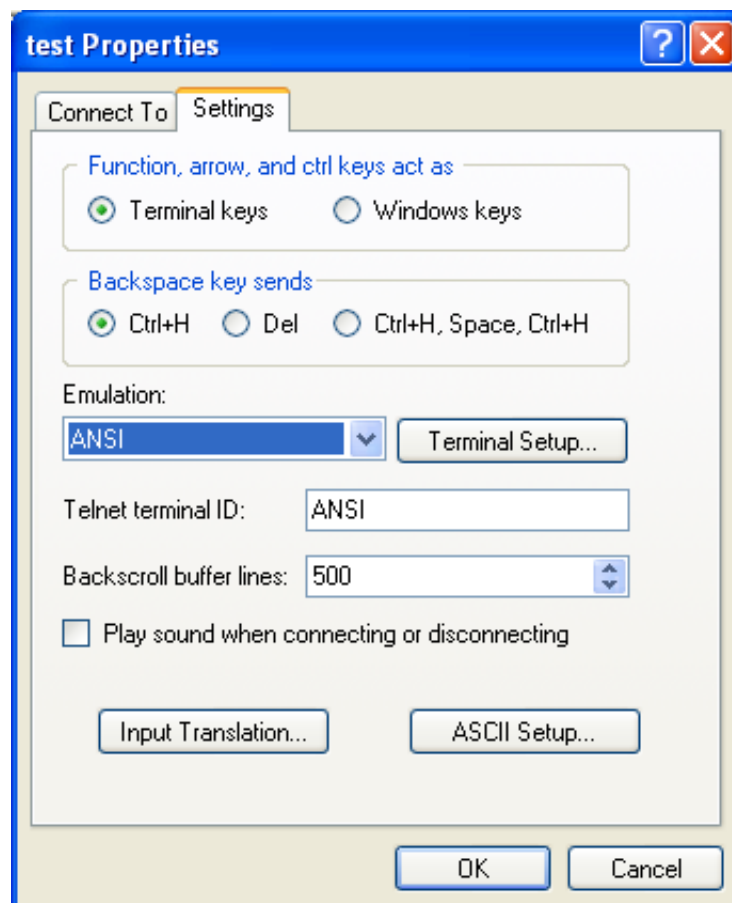 test Properties
Connect To Settings
Function, arrow, and ctrl keys act as
Terminal keys Windows keys
Backspace key sends
Ctrl+H Del Ctrl+H, Space, Ctrl+H
Emulation:
ANSI Terminal Setup...
Telnet terminal ID: ANSI
Backscroll buffer lines: 500
Play sound when connecting or disconnecting
Input Translation... ASCII Setup...
OK Cancel